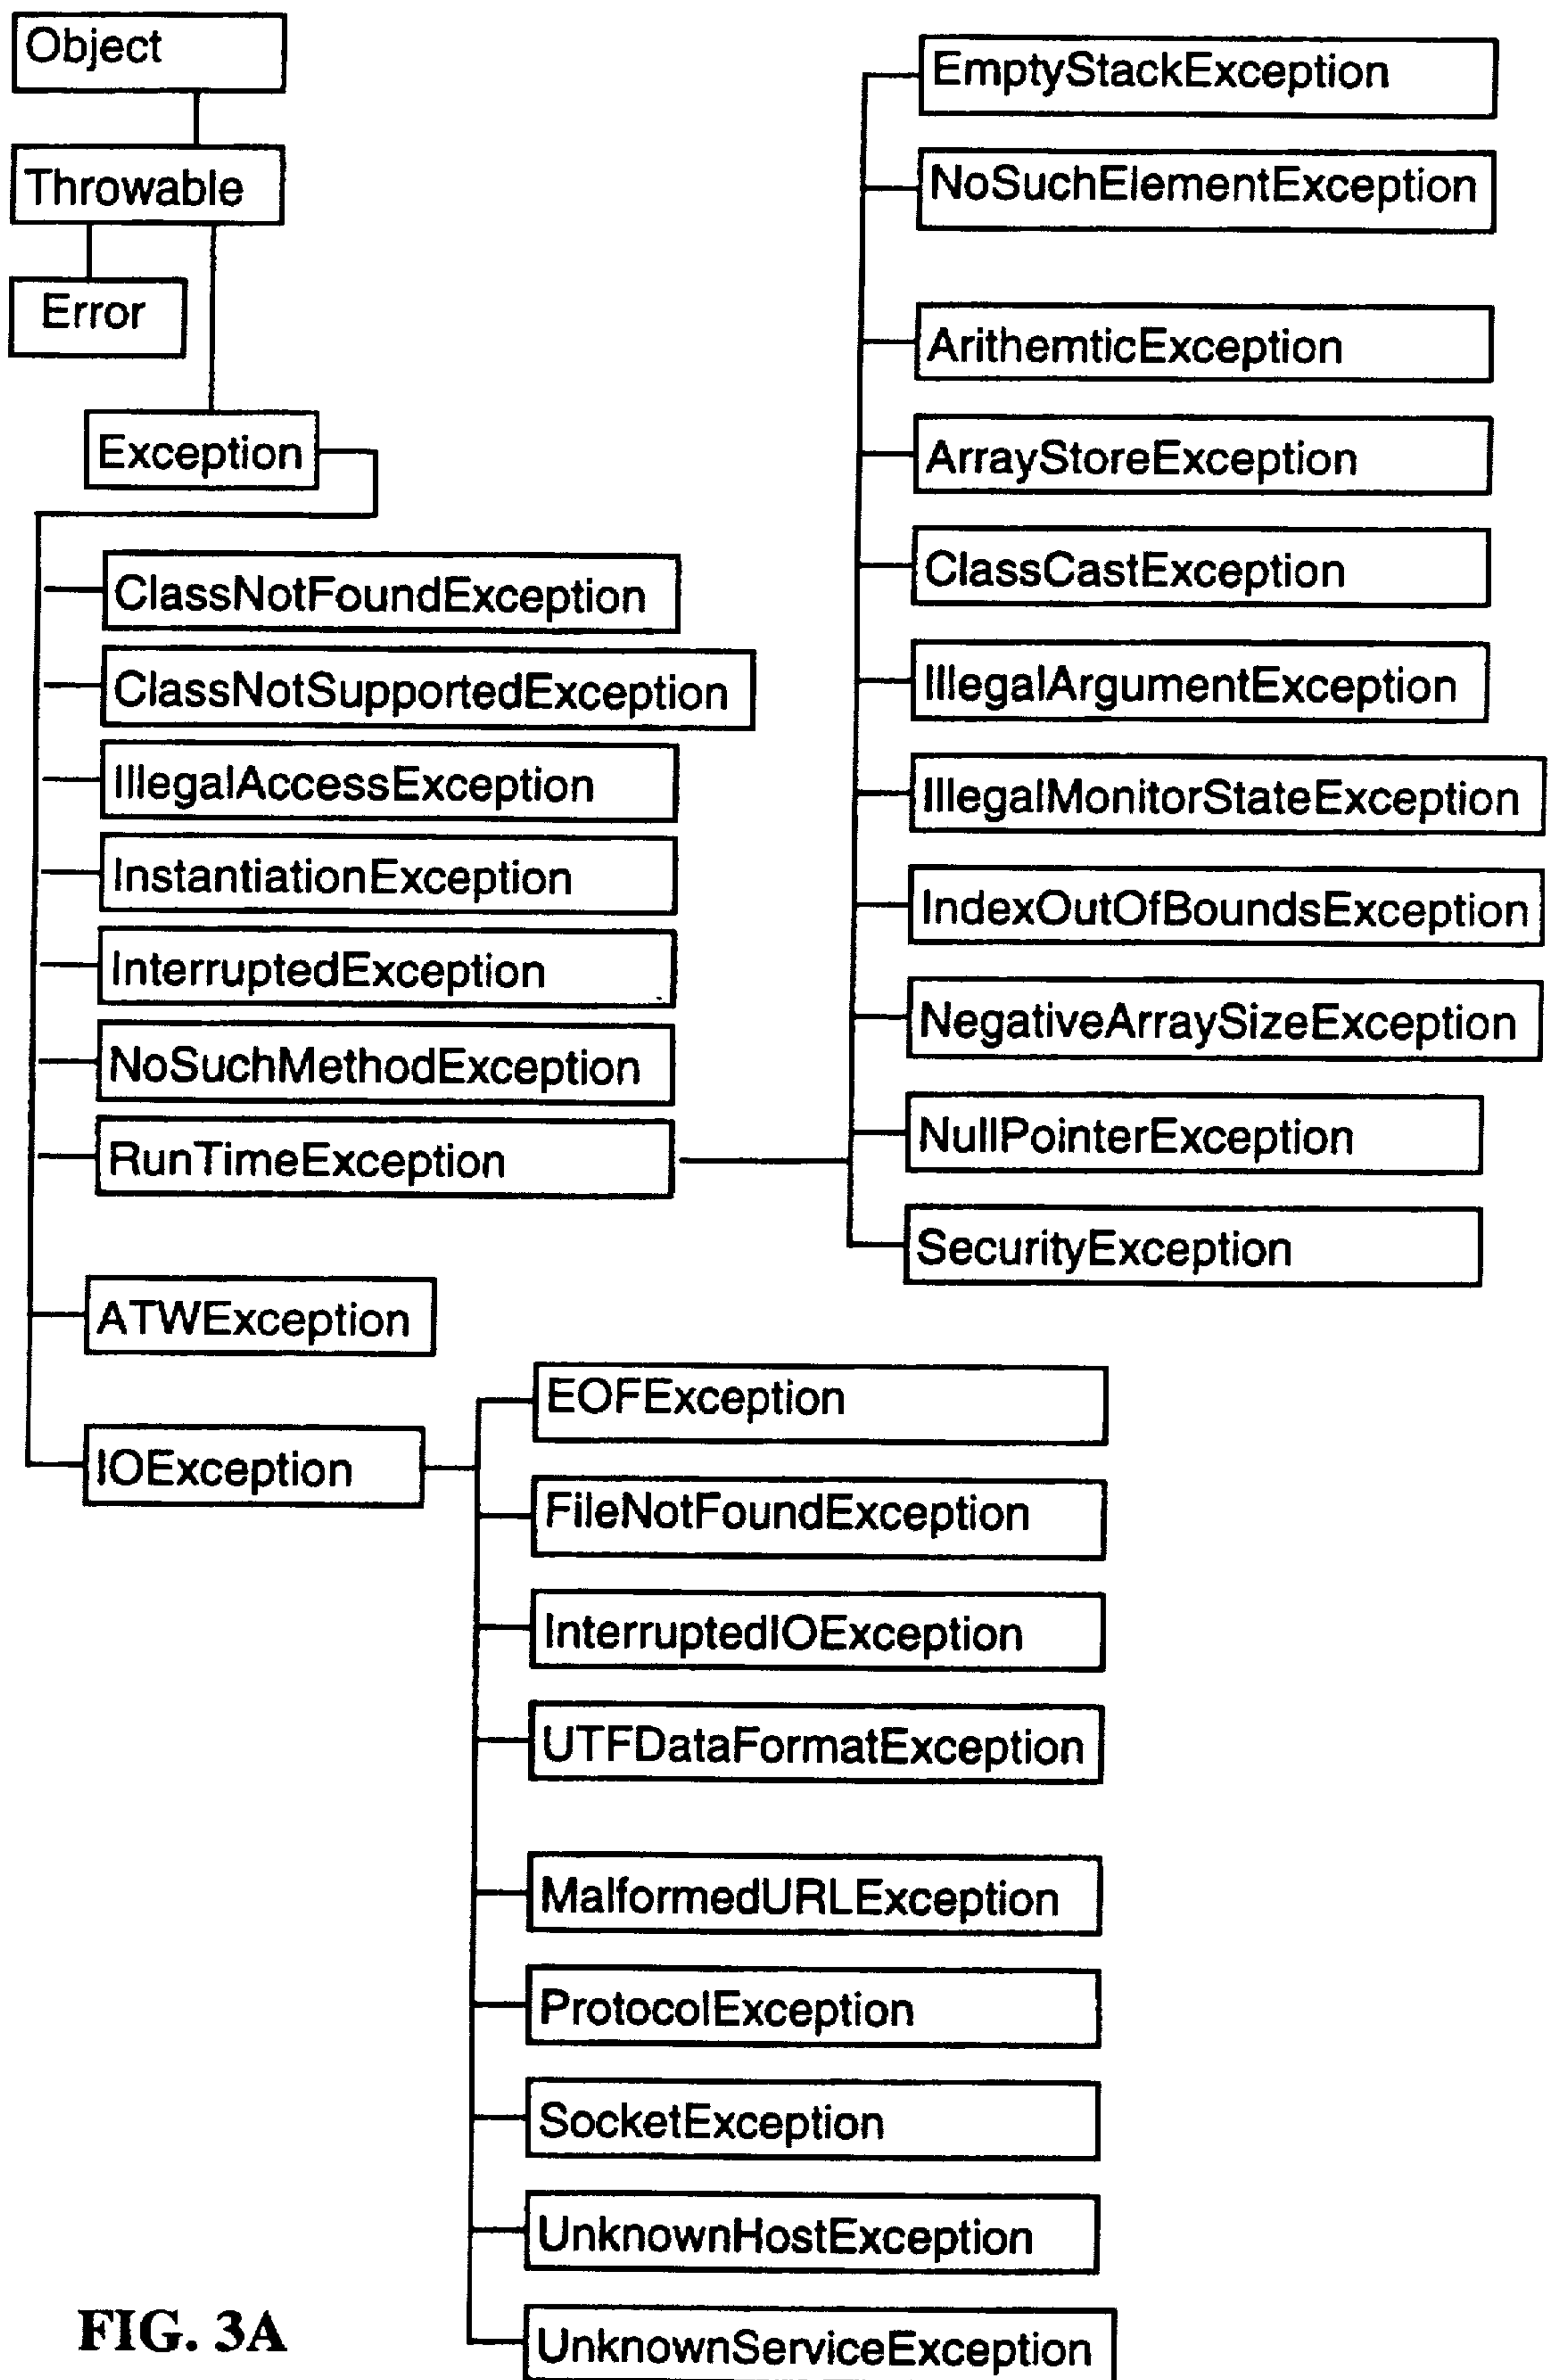 Object
Throwable
Error
Exception
ClassNotFoundException
ClassNotSupportedException
IllegalAccessException
InstantiationException
InterruptedException
NoSuchMethodException
RunTimeException
ATWException
IOException
EmptyStackException
NoSuchElementException
ArithemticException
ArrayStoreException
ClassCastException
IllegalArgumentException
IllegalMonitorStateException
IndexOutOfBoundsException
NegativeArraySizeException
NullPointerException
SecurityException
EOFException
FileNotFoundException
InterruptedIOException
UTFDataFormatException
MalformedURLException
ProtocolException
SocketException
UnknownHostException
UnknownServiceException
FIG. 3A